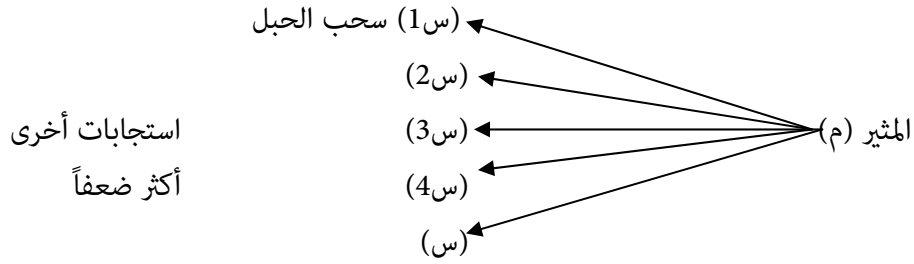 (س1) سحب الحبل
(س2)
المثير (م)
(س3)
استجابات أخرى
(س4)
أكثر ضعفاً
(س)